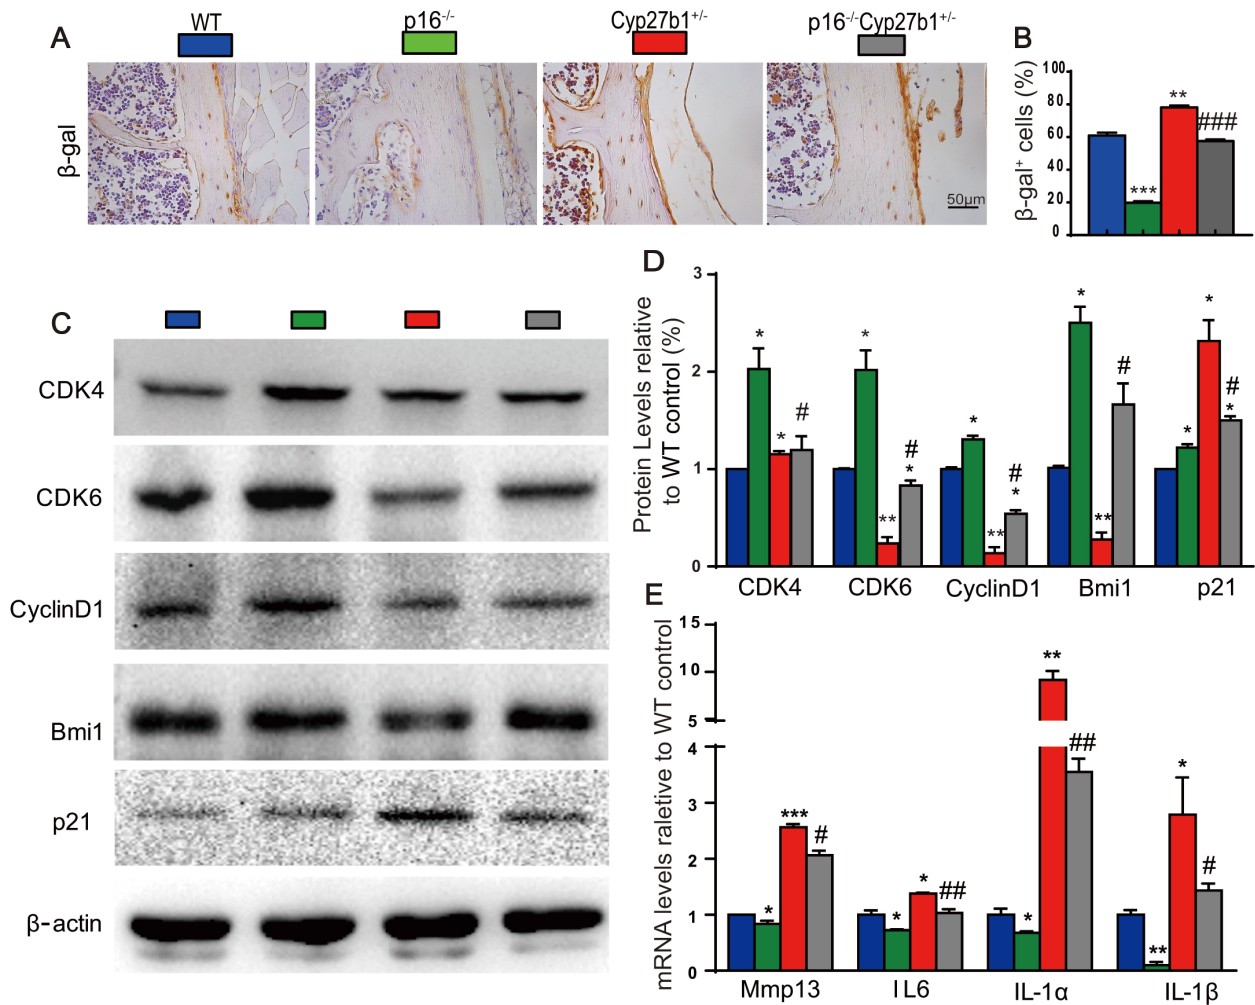 A
WT
p16-/-
Cyp27b1+/-
p16-/-Cyp27b1+/-
β-gal
50μm
B
β-gal+ cells (%)
100
80
60
40
20
0
***
**
###
C
CDK4
CDK6
CyclinD1
Bmi1
p21
β-actin
D
Protein Levels relative
to WT control (%)
3
2
1
0
* * #
* ** # *
* ** # *
* ** #
* * # *
CDK4 CDK6 CyclinD1 Bmi1 p21
E
mRNA levels raletive to WT control
15
10
5
4
3
2
1
0
* *** #
* * ##
* ** ##
** * #
Mmp13 IL6 IL-1α IL-1β